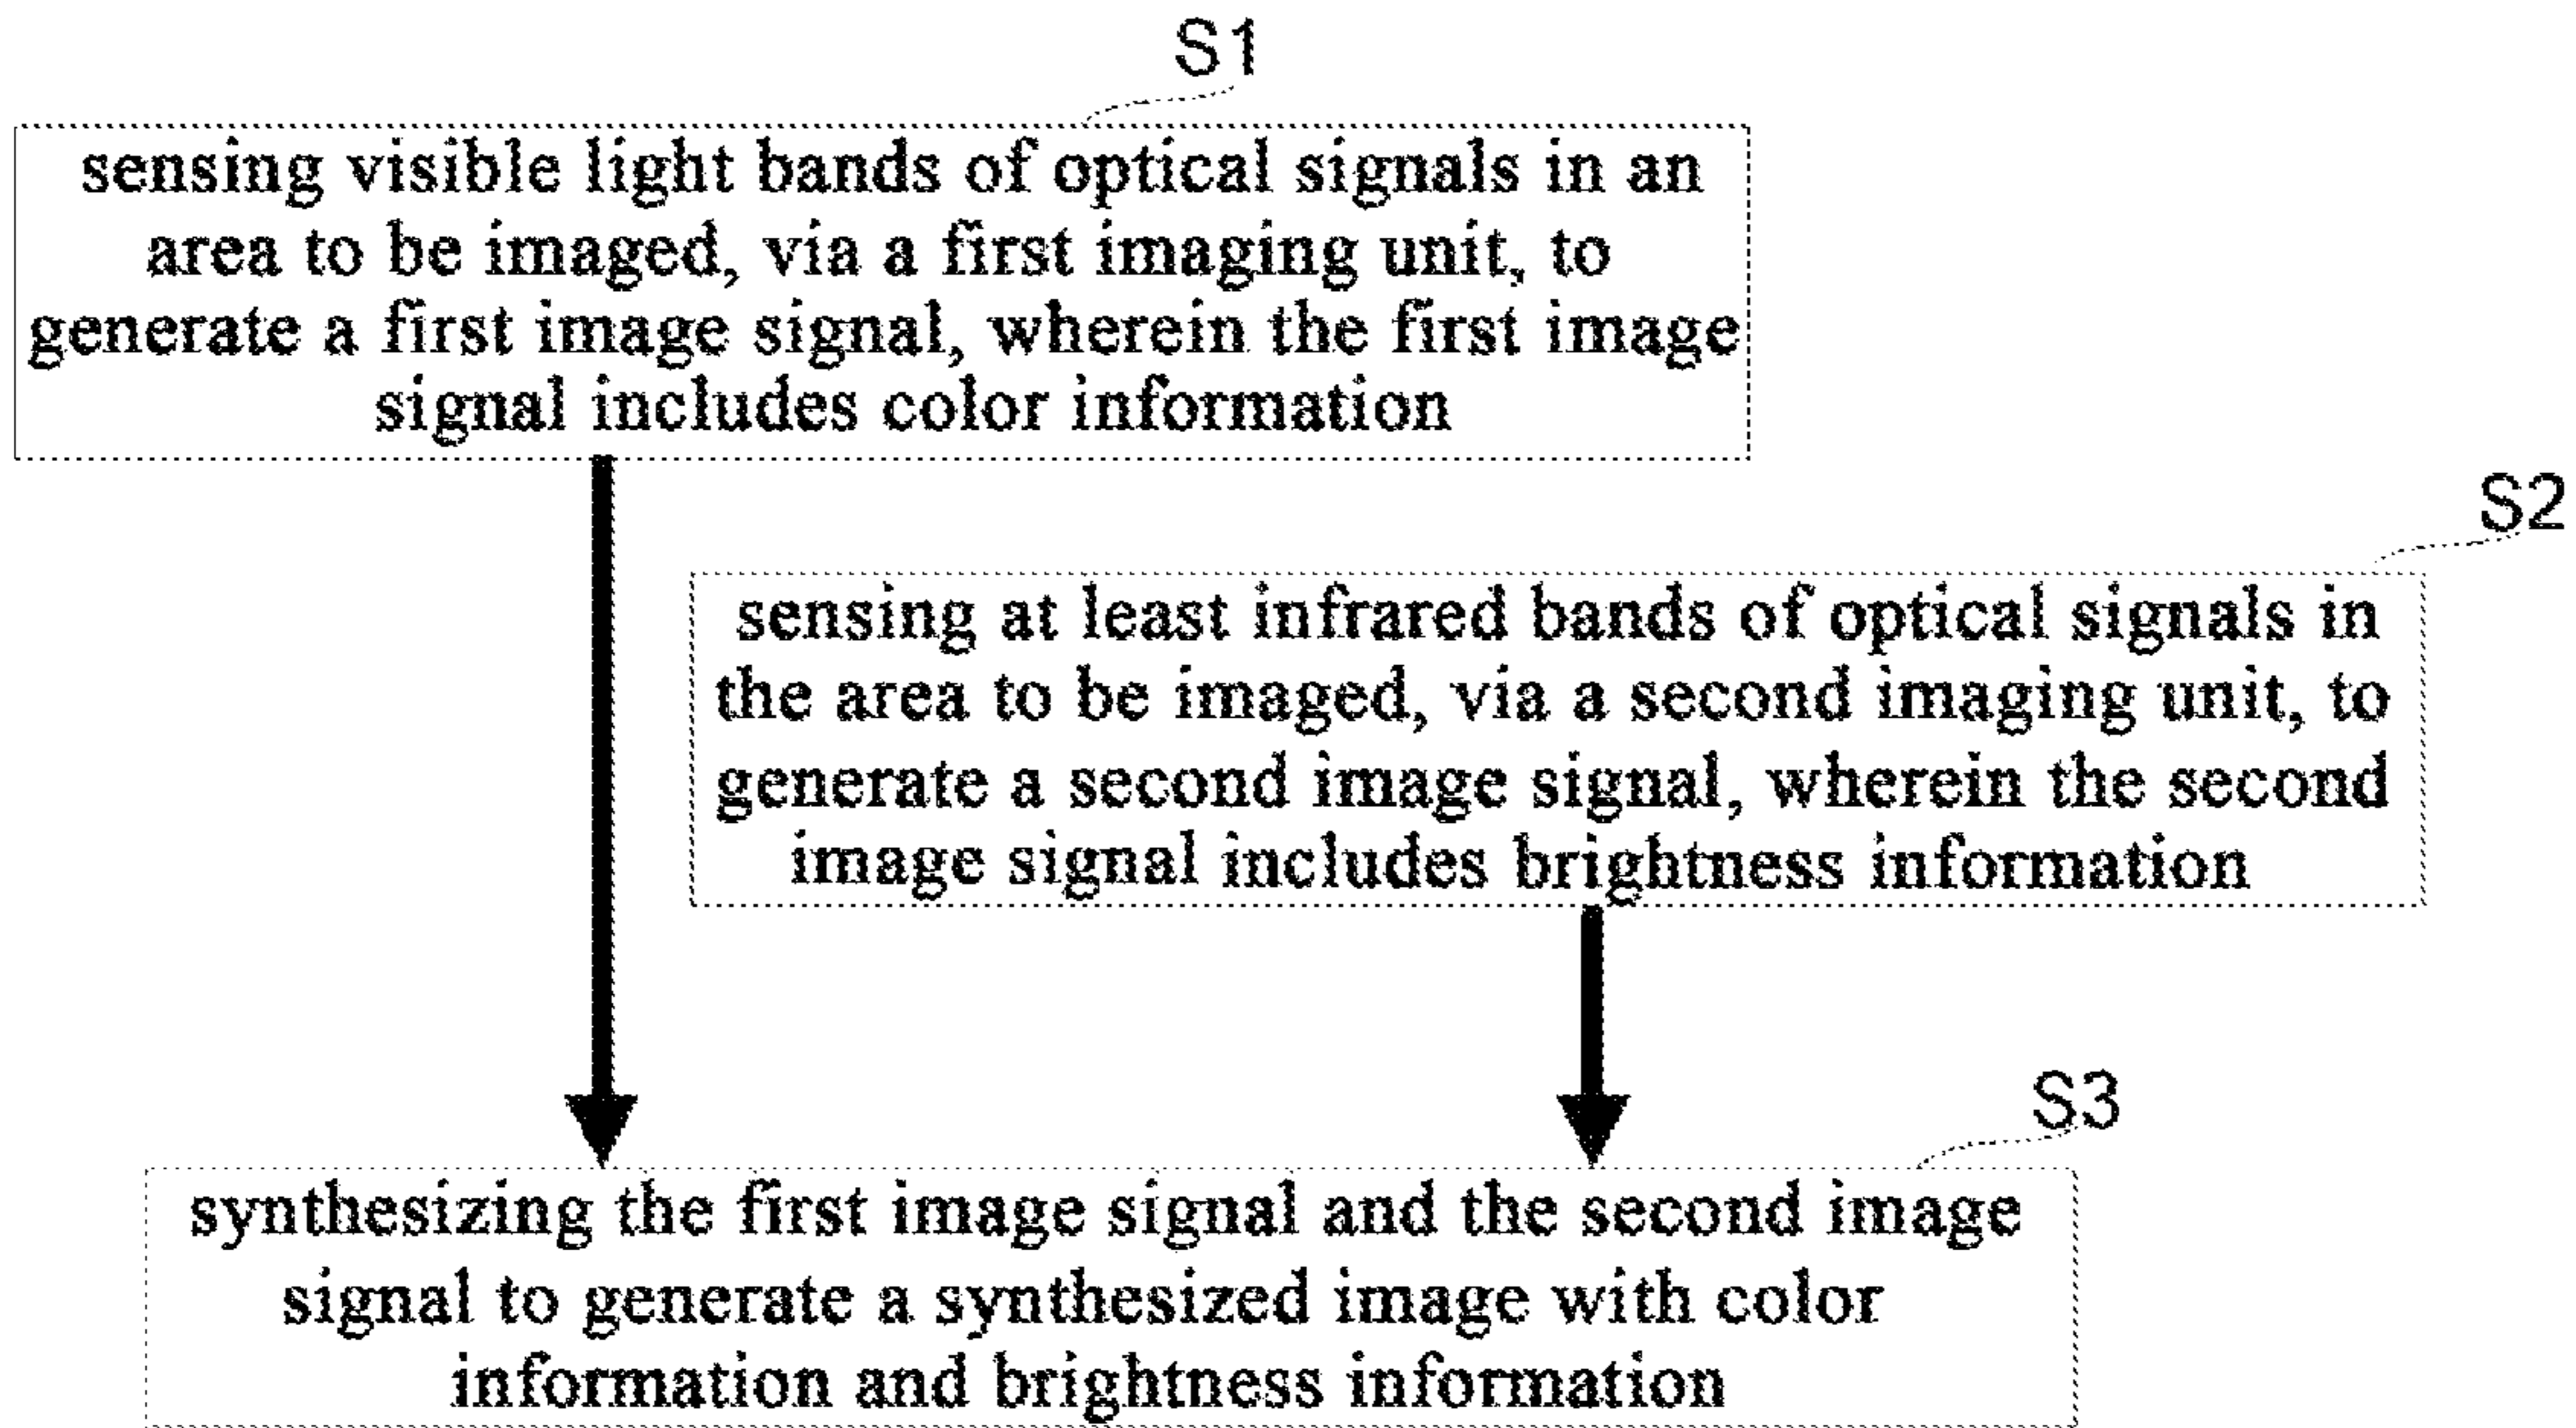 S1
sensing visible light bands of optical signals in an
area to be imaged, via a first imaging unit, to
generate a first image signal, wherein the first image
signal includes color information
S2
sensing at least infrared bands of optical signals in
the area to be imaged, via a second imaging unit, to
generate a second image signal, wherein the second
image signal includes brightness information
S3
synthesizing the first image signal and the second image
signal to generate a synthesized image with color
information and brightness information